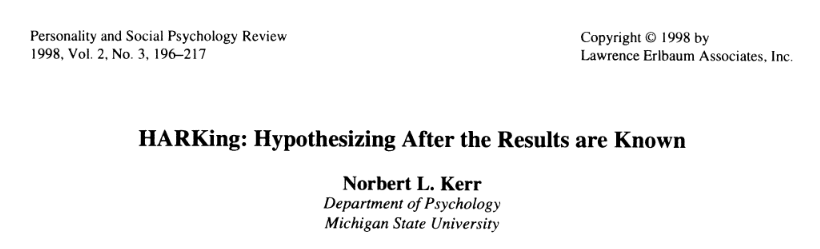 Personality and Social Psychology Review
1998, Vol. 2, No. 3, 196–217
Copyright © 1998 by
Lawrence Erlbaum Associates, Inc.
HARKing: Hypothesizing After the Results are Known
Norbert L. Kerr
Department of Psychology
Michigan State University